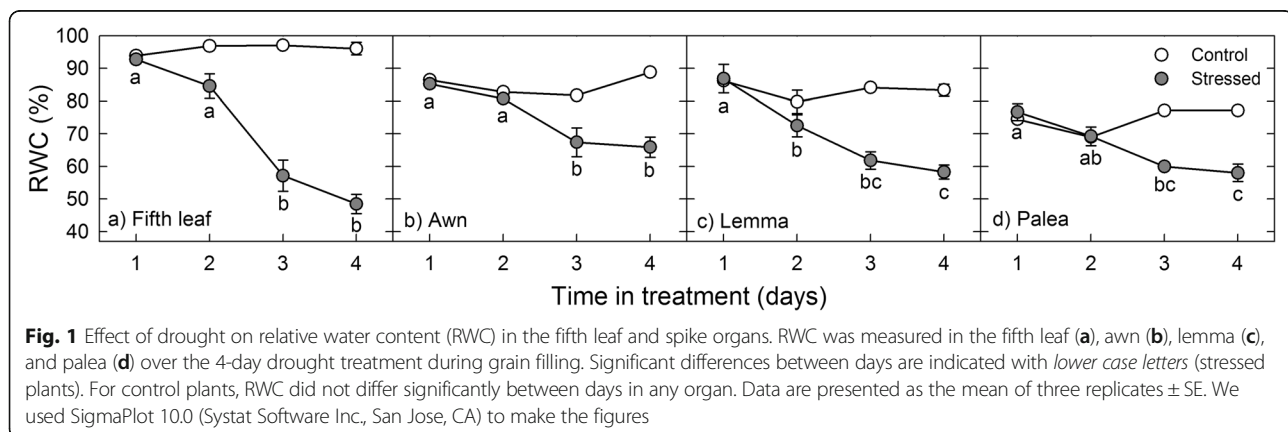 100
90
80
70
60
50
40
RWC (%)
Control
Stressed
a
a
b
b
a) Fifth leaf
a
a
b
b
b) Awn
a
b
bc
c
c) Lemma
a
ab
bc
c
d) Palea
1 2 3 4 1 2 3 4 1 2 3 4 1 2 3 4
Time in treatment (days)
Fig. 1 Effect of drought on relative water content (RWC) in the fifth leaf and spike organs. RWC was measured in the fifth leaf (a), awn (b), lemma (c),
and palea (d) over the 4-day drought treatment during grain filling. Significant differences between days are indicated with lower case letters (stressed
plants). For control plants, RWC did not differ significantly between days in any organ. Data are presented as the mean of three replicates ± SE. We
used SigmaPlot 10.0 (Systat Software Inc., San Jose, CA) to make the figures